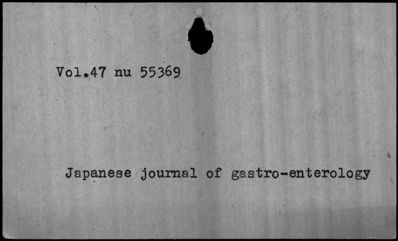 Vol.47 nu 55369
Japanese journal of gastro-enterology